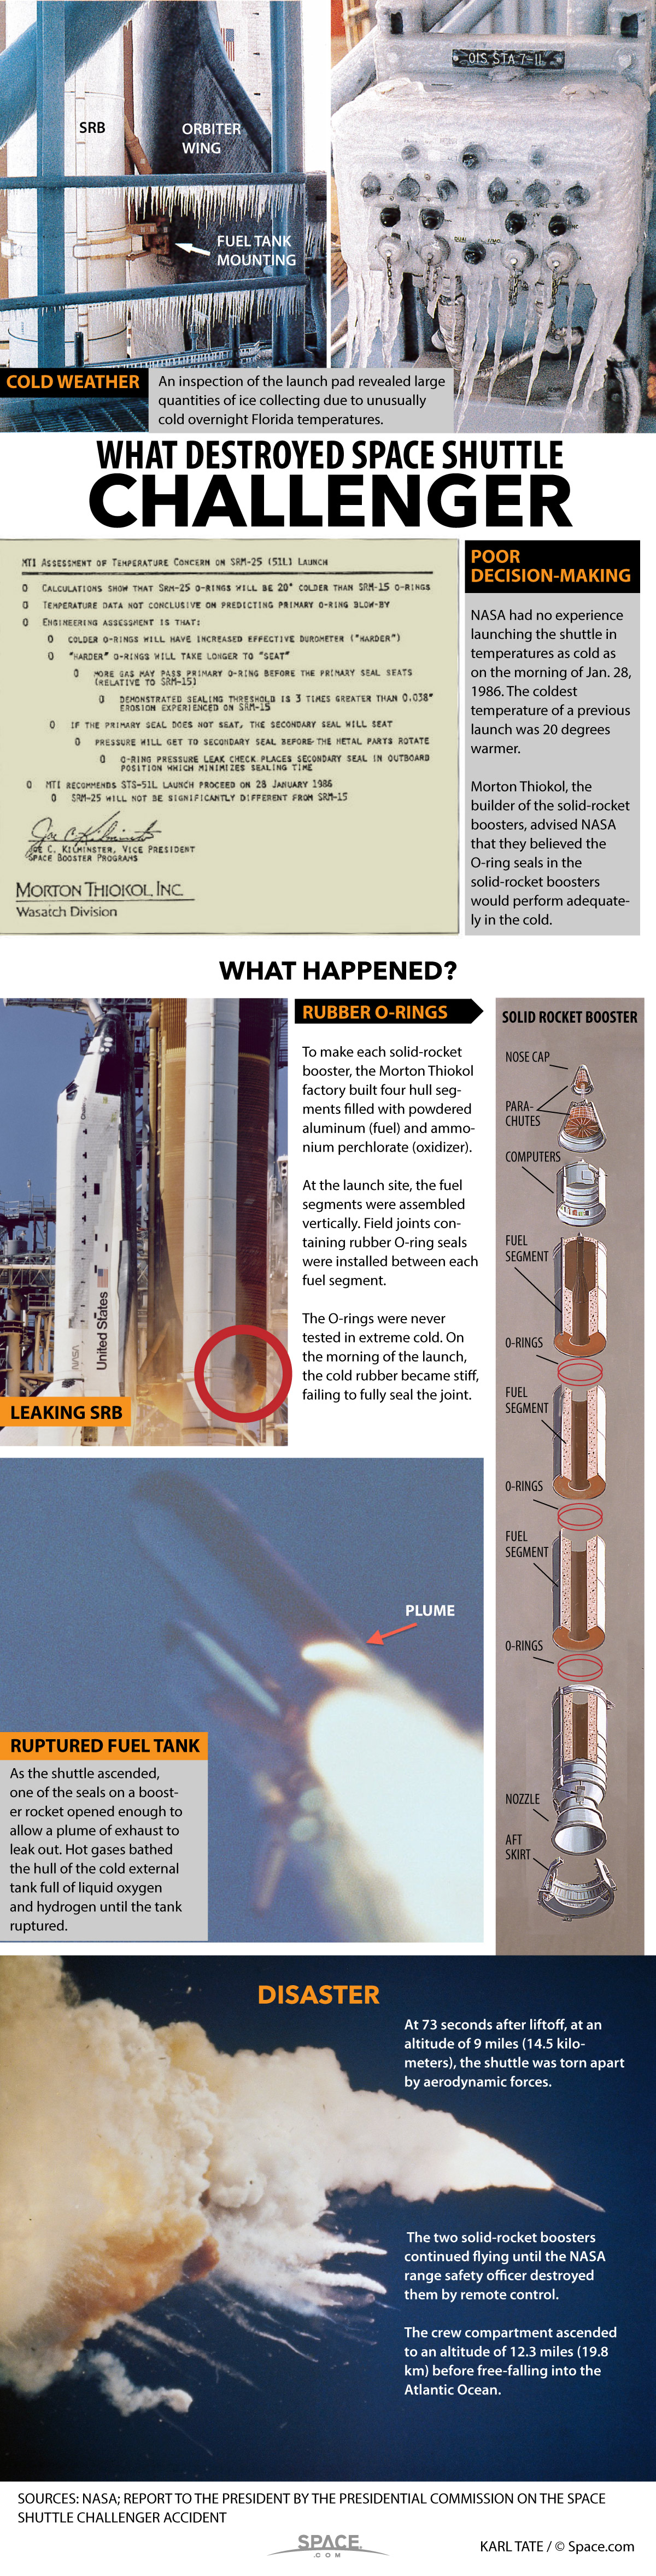 OIS. STA 7-11
SRB
ORBITER
WING
FUEL TANK
MOUNTING
COLD WEATHER
An inspection of the launch pad revealed large
quantities of ice collecting due to unusually
cold overnight Florida temperatures.
WHAT DESTROYED SPACE SHUTTLE
CHALLENGER
MTI ASSESSMENT OF TEMPERATURE CONCERN ON SRM-25 (51L) LAUNCH
O CALCULATIONS SHOW THAT SRM-25 O-RINGS WILL BE 20° COLDER THAN SRM-15 O-RINGS
O TEMPERATURE DATA NOT CONCLUSIVE ON PREDICTING PRIMARY O-RING BLOW-BY
O ENGINEERING ASSESSMENT IS THAT:
O COLDER O-RINGS WILL HAVE INCREASED EFFECTIVE DUROMETER ("HARDER")
O "HARDER" O-RINGS WILL TAKE LONGER TO "SEAT"
O MORE GAS MAY PASS PRIMARY O-RING BEFORE THE PRIMARY SEAL SEATS
(RELATIVE TO SRM-15)
O DEMONSTRATED SEALING THRESHOLD IS 3 TIMES GREATER THAN 0.038"
EROSION EXPERIENCED ON SRM-15
O IF THE PRIMARY SEAL DOES NOT SEAT, THE SECONDARY SEAL WILL SEAT
O PRESSURE WILL GET TO SECONDARY SEAL BEFORE THE METAL PARTS ROTATE
O O-RING PRESSURE LEAK CHECK PLACES SECONDARY SEAL IN OUTBOARD
POSITION WHICH MINIMIZES SEALING TIME
O MTI RECOMMENDS STS-51L LAUNCH PROCEED ON 28 JANUARY 1986
O SRM-25 WILL NOT BE SIGNIFICANTLY DIFFERENT FROM SRM-15
Joe C Kilminster
JOE C. KILMINSTER, VICE PRESIDENT
SPACE BOOSTER PROGRAMS
MORTON THIOKOL, INC.
Wasatch Division
POOR
DECISION-MAKING
NASA had no experience
launching the shuttle in
temperatures as cold as
on the morning of Jan. 28,
1986. The coldest
temperature of a previous
launch was 20 degrees
warmer.
Morton Thiokol, the
builder of the solid-rocket
boosters, advised NASA
that they believed the
O-ring seals in the
solid-rocket boosters
would perform adequate-
ly in the cold.
WHAT HAPPENED?
United States
NASA
LEAKING SRB
RUBBER O-RINGS
To make each solid-rocket
booster, the Morton Thiokol
factory built four hull seg-
ments filled with powdered
aluminum (fuel) and ammo-
nium perchlorate (oxidizer).
At the launch site, the fuel
segments were assembled
vertically. Field joints con-
taining rubber O-ring seals
were installed between each
fuel segment.
The O-rings were never
tested in extreme cold. On
the morning of the launch,
the cold rubber became stiff,
failing to fully seal the joint.
SOLID ROCKET BOOSTER
NOSE CAP
PARA-
CHUTES
COMPUTERS
FUEL
SEGMENT
O-RINGS
FUEL
SEGMENT
O-RINGS
FUEL
SEGMENT
O-RINGS
NOZZLE
AFT
SKIRT
PLUME
RUPTURED FUEL TANK
As the shuttle ascended,
one of the seals on a boost-
er rocket opened enough to
allow a plume of exhaust to
leak out. Hot gases bathed
the hull of the cold external
tank full of liquid oxygen
and hydrogen until the tank
ruptured.
DISASTER
At 73 seconds after liftoff, at an
altitude of 9 miles (14.5 kilo-
meters), the shuttle was torn apart
by aerodynamic forces.
The two solid-rocket boosters
continued flying until the NASA
range safety officer destroyed
them by remote control.
The crew compartment ascended
to an altitude of 12.3 miles (19.8
km) before free-falling into the
Atlantic Ocean.
SOURCES: NASA; REPORT TO THE PRESIDENT BY THE PRESIDENTIAL COMMISSION ON THE SPACE
SHUTTLE CHALLENGER ACCIDENT
SPACE
.COM
KARL TATE / © Space.com